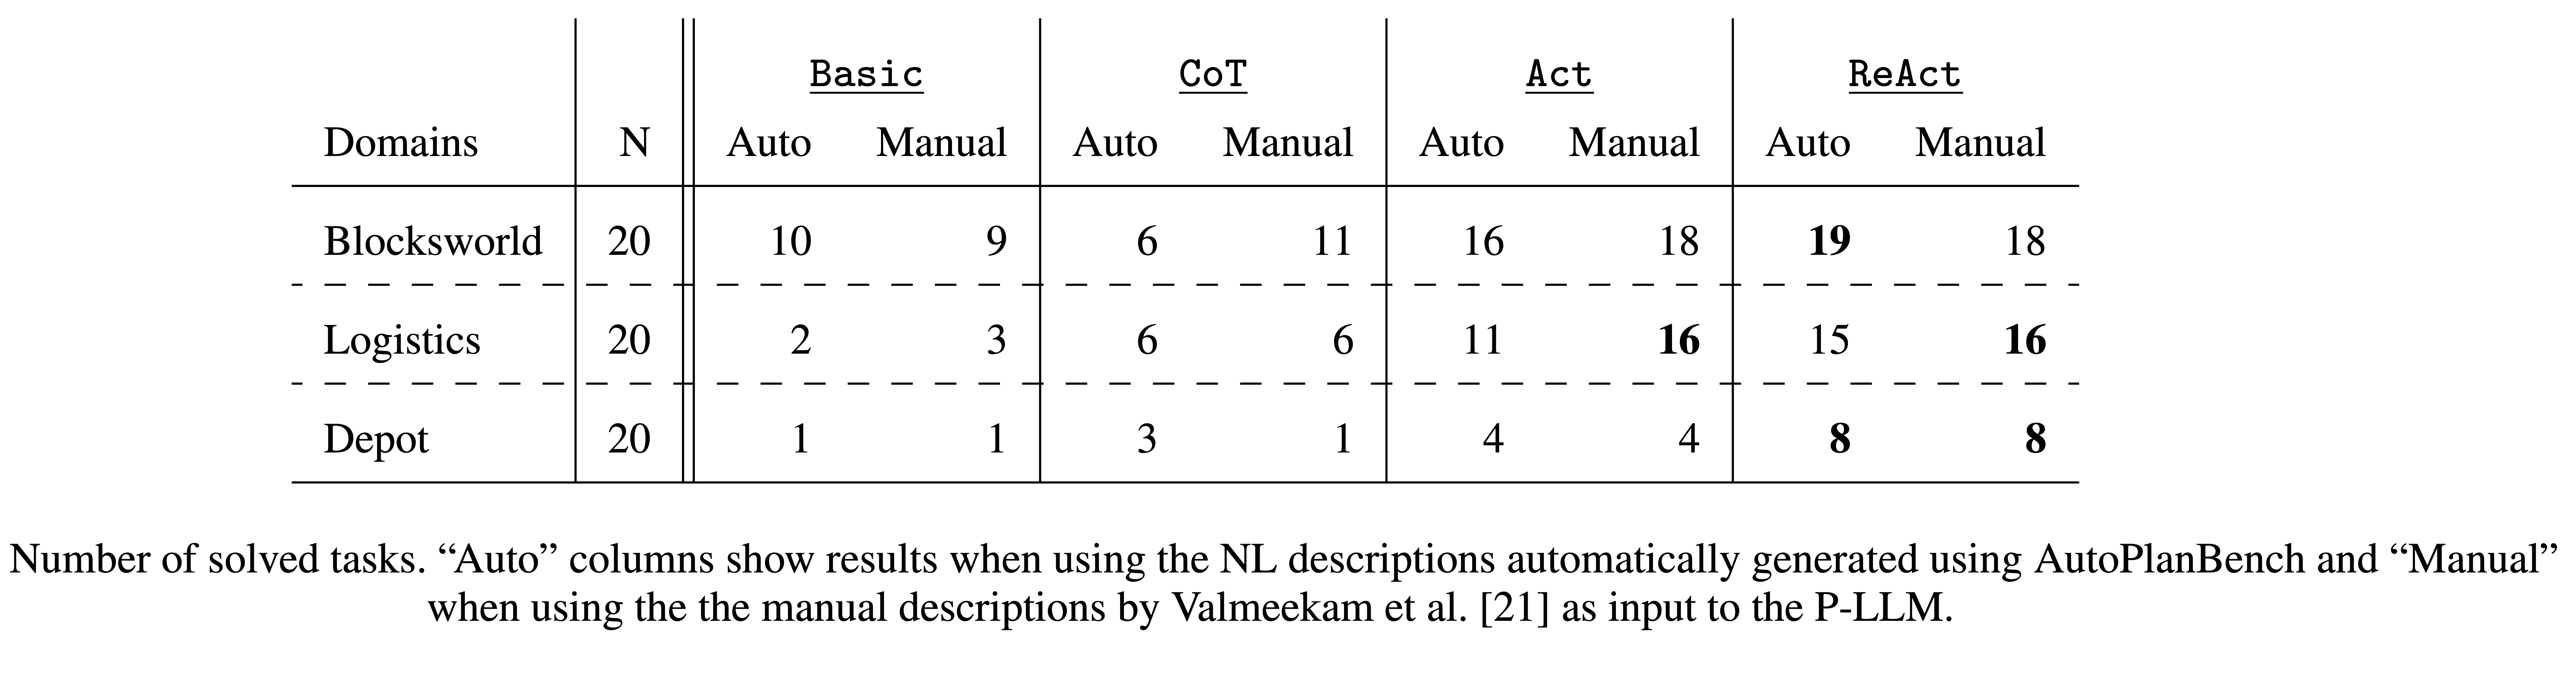 Basic CoT Act ReAct
Domains N Auto Manual Auto Manual Auto Manual Auto Manual
Blocksworld 20 10 9 6 11 16 18 19 18
Logistics 20 2 3 6 6 11 16 15 16
Depot 20 1 1 3 1 4 4 8 8
Number of solved tasks. “Auto” columns show results when using the NL descriptions automatically generated using AutoPlanBench and “Manual”
when using the the manual descriptions by Valmeekam et al. [21] as input to the P-LLM.